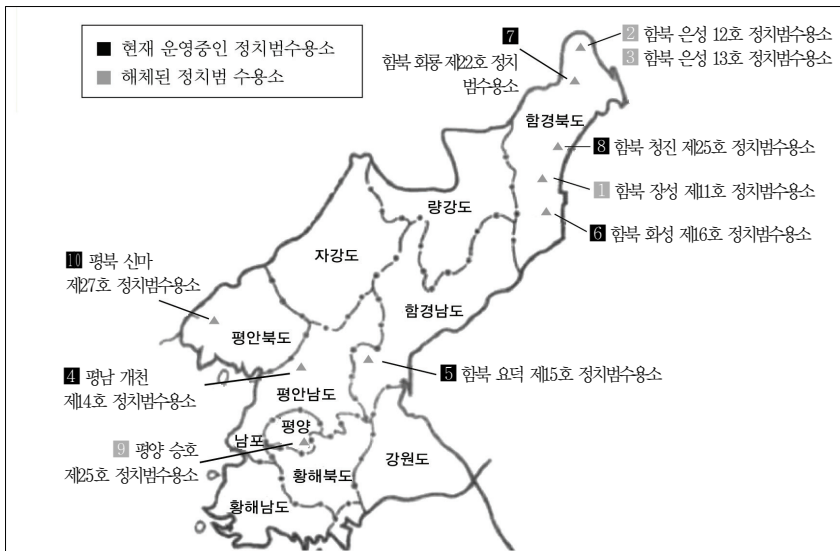 ■ 현재 운영중인 정치범수용소
■ 해체된 정치범 수용소
7
함북 회룡 제22호 정치
범수용소
2 함북 은성 12호 정치범수용소
3 함북 은성 13호 정치범수용소
함경북도
8 함북 청진 제25호 정치범수용소
1 함북 장성 제11호 정치범수용소
6 함북 화성 제16호 정치범수용소
량강도
자강도
함경남도
10 평북 신마
제27호 정치범수용소
평안북도
4 평남 개천
제14호 정치범수용소
평안남도
5 함북 요덕 제15호 정치범수용소
평양
9 평양 승호
제25호 정치범수용소
남포
황해북도
강원도
황해남도